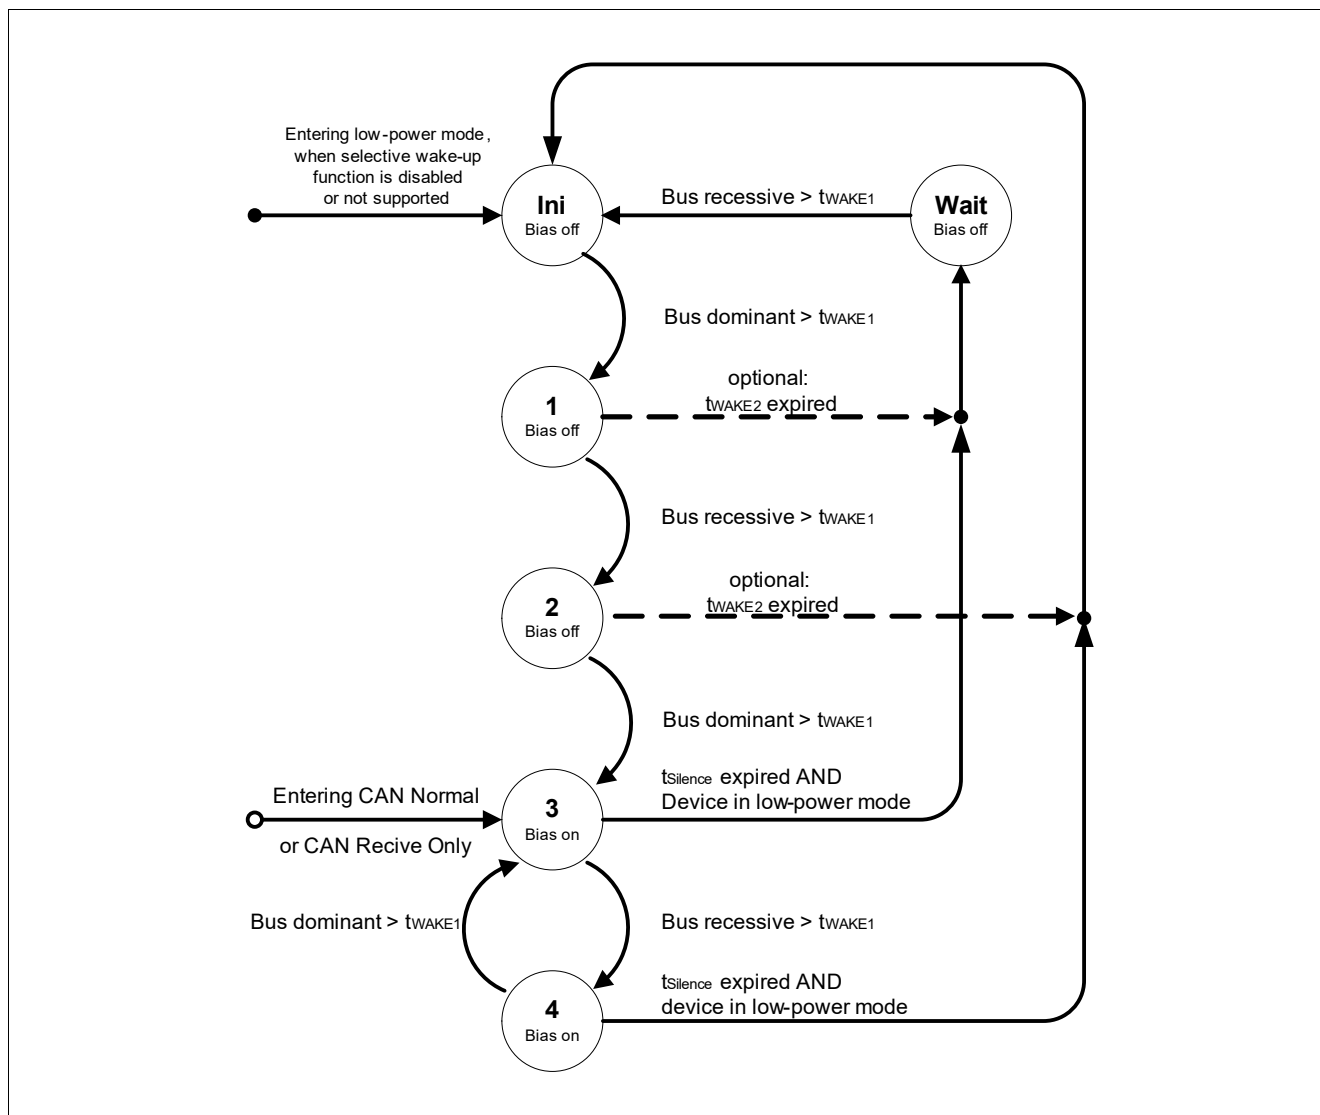 Entering low-power mode,
when selective wake-up
function is disabled
or not supported
Ini
Bias off
Bus recessive > tWAKE1
Wait
Bias off
Bus dominant > tWAKE1
optional:
tWAKE2 expired
1
Bias off
Bus recessive > tWAKE1
optional:
tWAKE2 expired
2
Bias off
Bus dominant > tWAKE1
tSilence expired AND
Device in low-power mode
Entering CAN Normal
or CAN Recive Only
3
Bias on
Bus dominant > tWAKE1
Bus recessive > tWAKE1
tSilence expired AND
device in low-power mode
4
Bias on